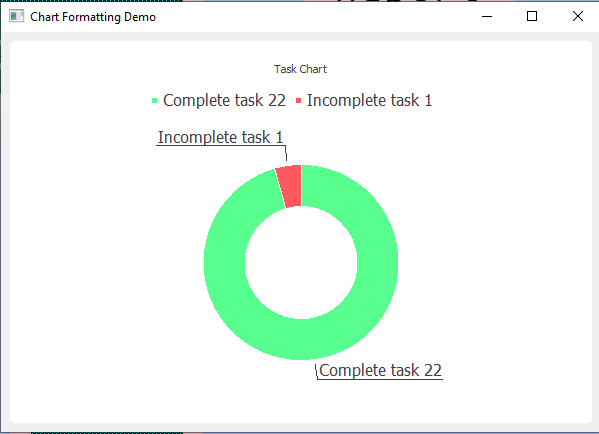 Chart Formatting Demo
Task Chart
Complete task 22 Incomplete task 1
Incomplete task 1
Complete task 22